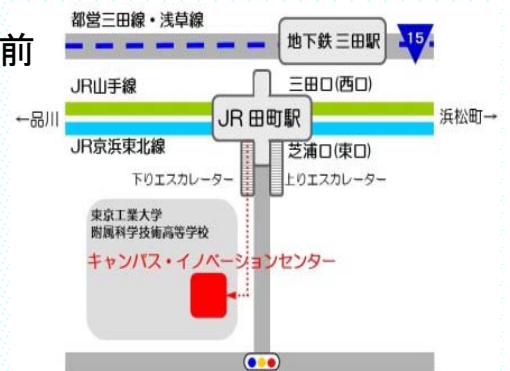 都営三田線・浅草線
前
地下鉄 三田駅
15
JR山手線
三田口(西口)
←品川
JR 田町駅
浜松町→
JR京浜東北線
芝浦口(東口)
下りエスカレーター
上りエスカレーター
東京工業大学
附属科学技術高等学校
キャンパス・イノベーションセンター